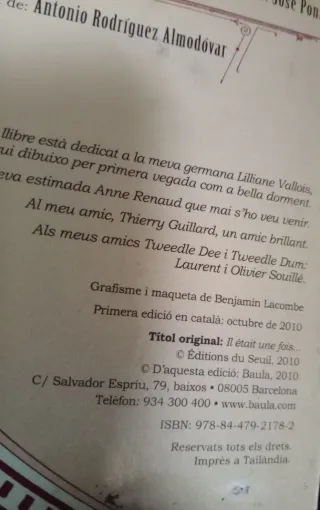 de: Antonio Rodríguez Almodóvar
José Pon
llibre està dedicat a la meva germana Lilliane Vallois,
ui dibuixo per primera vegada com a bella dorment.
eva estimada Anne Renaud que mai s'ho veu venir.
Al meu amic, Thierry Guillard, un amic brillant.
Als meus amics Tweedle Dee i Tweedle Dum:
Laurent i Olivier Souillé.
Grafisme i maqueta de Benjamin Lacombe
Primera edició en català: octubre de 2010
Títol original: Il était une fois...
© Éditions du Seuil, 2010
© D'aquesta edició: Baula, 2010
C/ Salvador Espriu, 79, baixos • 08005 Barcelona
Telèfon: 934 300 400 • www.baula.com
ISBN: 978-84-479-2178-2
Reservats tots els drets.
Imprès a Tailàndia.